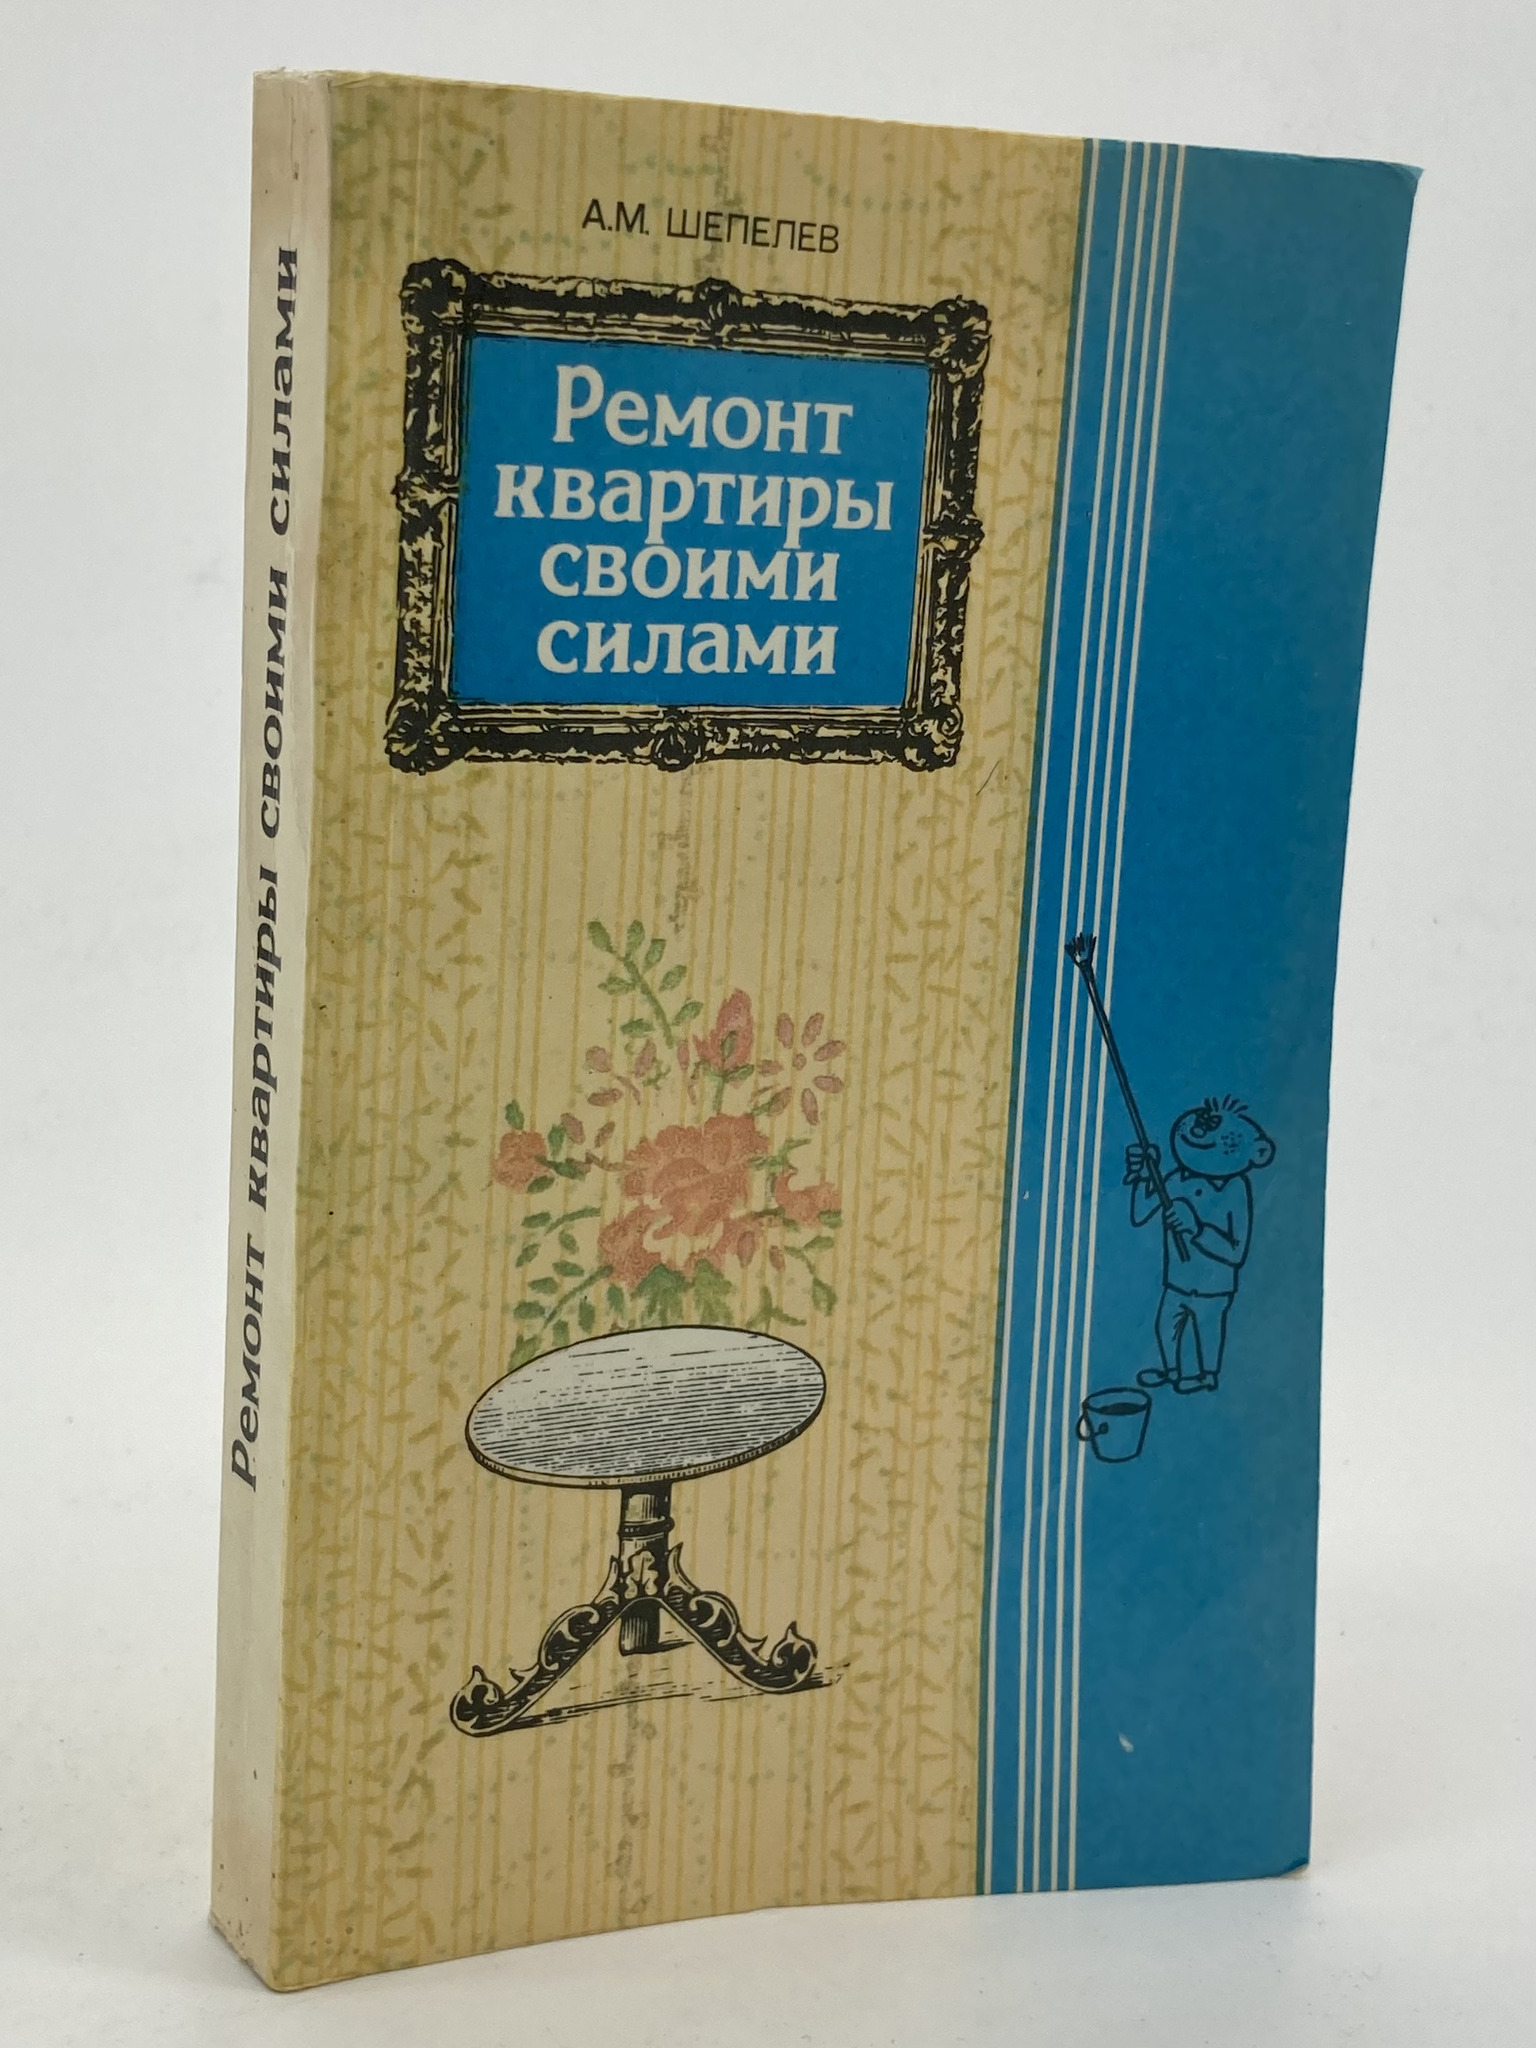 Ремонт квартиры своими силами
А.М. ШЕПЕЛЕВ
Ремонт
квартиры
своими
силами